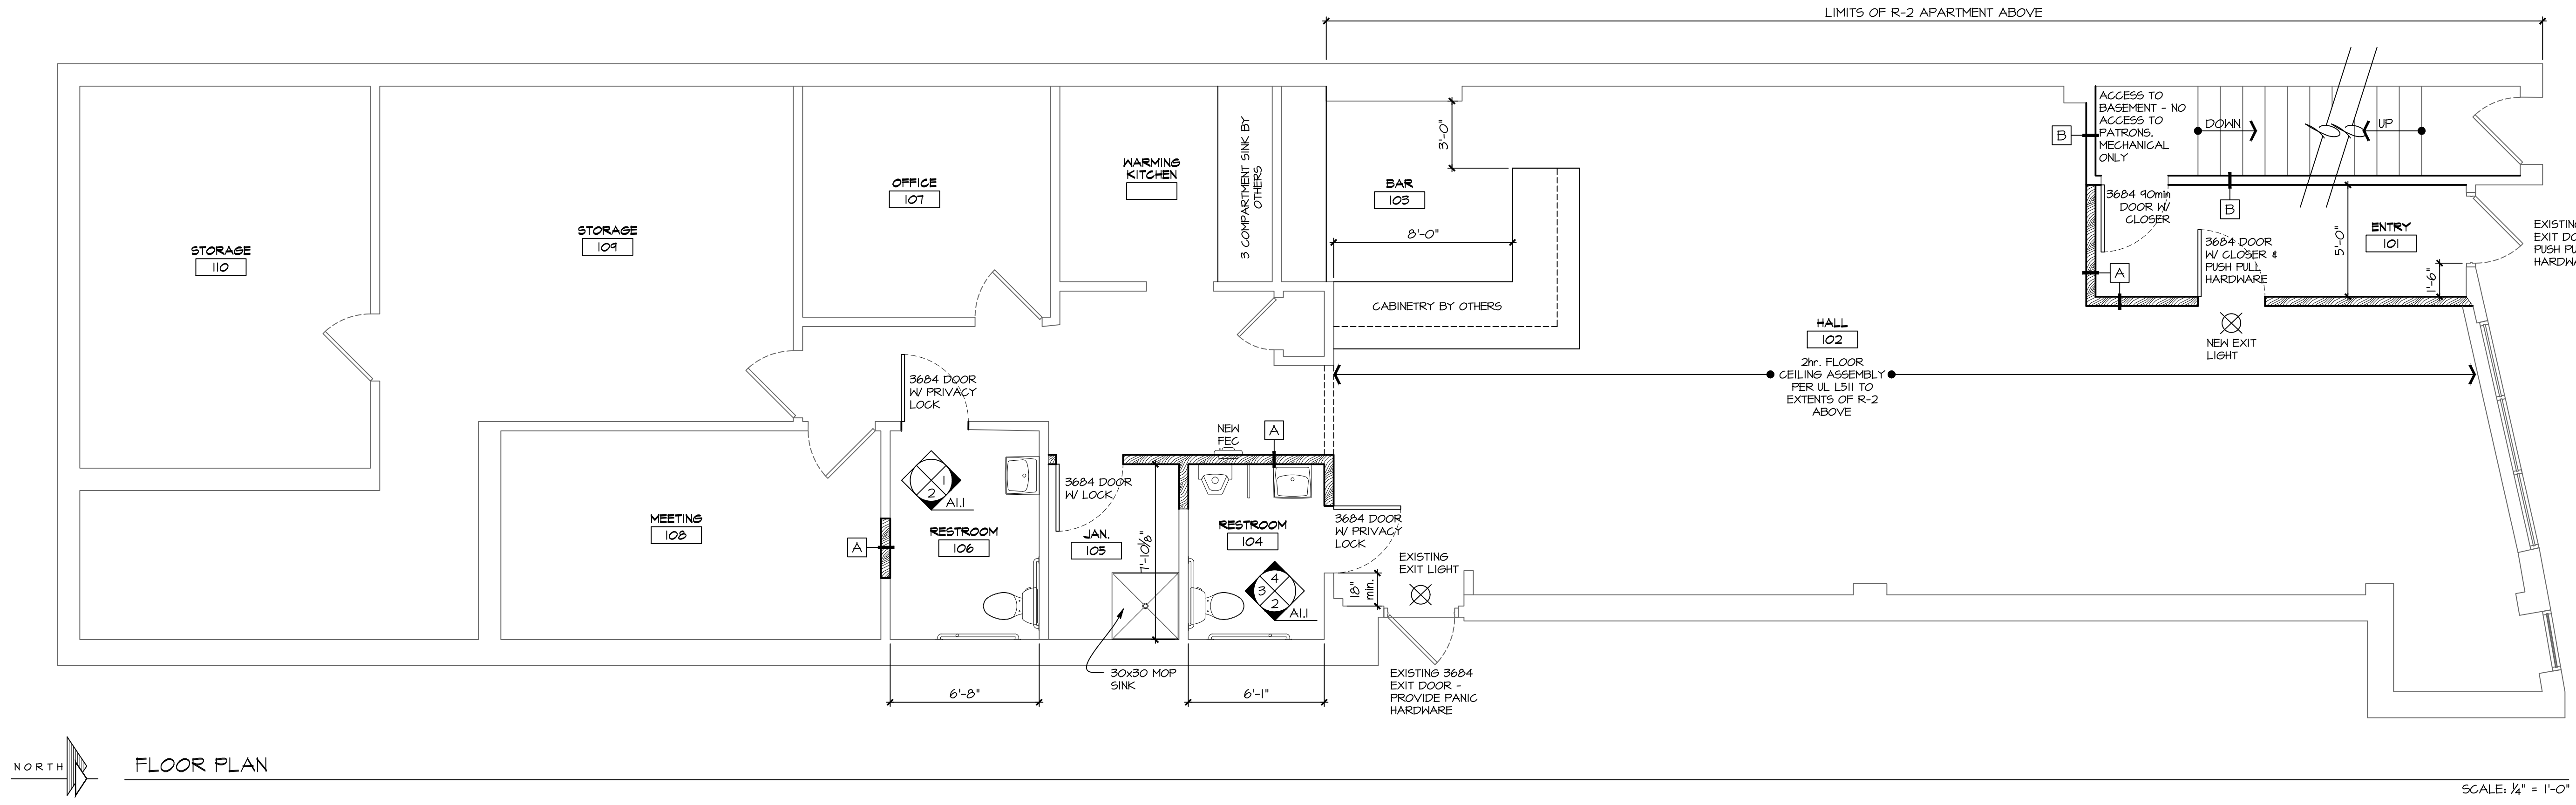 LIMITS OF R-2 APARTMENT ABOVE
ACCESS TO
BASEMENT - NO
ACCESS TO
PATRONS.
MECHANICAL
ONLY
DOWN
UP
B
3'-0"
3 COMPARTMENT SINK BY
OTHERS
WARMING
KITCHEN
OFFICE
107
BAR
103
8'-0"
3684 90min
DOOR W/
CLOSER
B
ENTRY
101
5'-0"
1'-6"
STORAGE
109
STORAGE
110
3684 DOOR
W/ CLOSER &
PUSH PULL
HARDWARE
A
CABINETRY BY OTHERS
HALL
102
2hr. FLOOR
CEILING ASSEMBLY
PER UL L511 TO
EXTENTS OF R-2
ABOVE
NEW EXIT
LIGHT
3684 DOOR
W/ PRIVACY
LOCK
NEW
FEC
A
1
2
A1.1
3684 DOOR
W/ LOCK
MEETING
108
A
RESTROOM
106
JAN.
105
7'-10 1/8"
RESTROOM
104
3684 DOOR
W/ PRIVACY
LOCK
EXISTING
EXIT LIGHT
18"
min.
4
3
2
A1.1
30x30 MOP
SINK
6'-8"
6'-1"
EXISTING 3684
EXIT DOOR -
PROVIDE PANIC
HARDWARE
NORTH
FLOOR PLAN
SCALE: 1/4" = 1'-0"
EXISTING
EXIT
PUSH